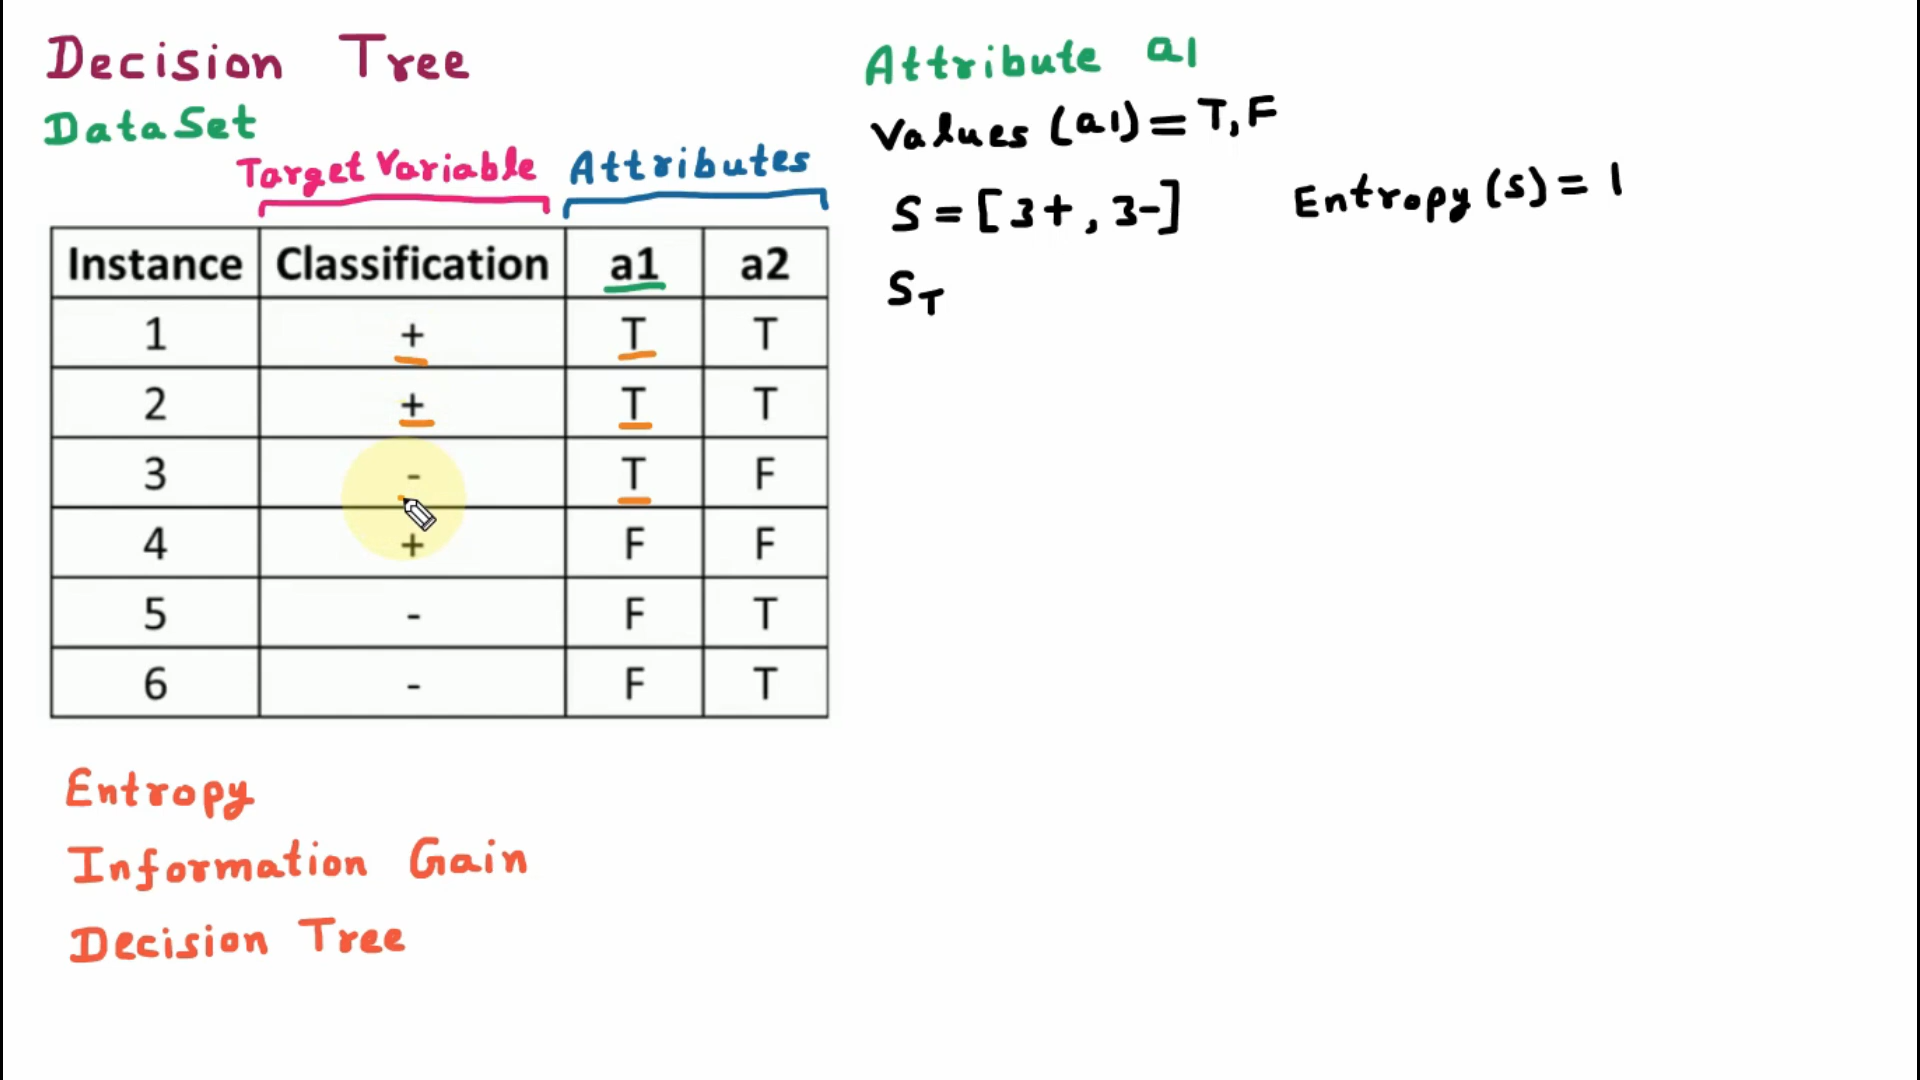 Decision Tree
DataSet
Target Variable Attributes
Instance Classification a1 a2
1 + T T
2 + T T
3 - T F
4 + F F
5 - F T
6 - F T
Entropy
Information Gain
Decision Tree
Attribute a1
Values (a1) = T, F
S = [3+, 3-] Entropy(S) = 1
S_T